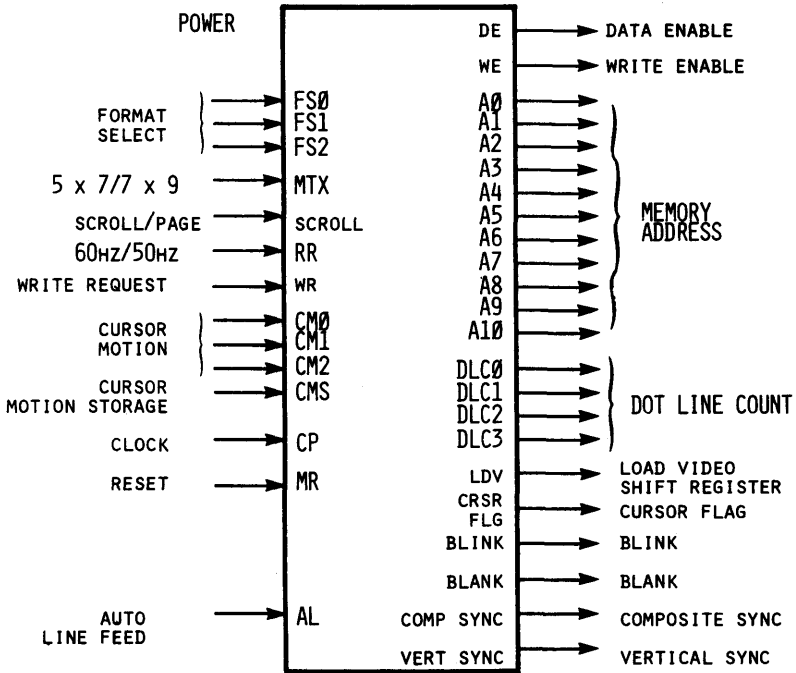 POWER
DE
DATA ENABLE
WE
WRITE ENABLE
FORMAT
SELECT
FSØ
FS1
FS2
5 x 7/7 x 9
MTX
SCROLL/PAGE
SCROLL
60HZ/50HZ
RR
WRITE REQUEST
WR
CURSOR
MOTION
CMØ
CM1
CM2
CURSOR
MOTION STORAGE
CMS
CLOCK
CP
RESET
MR
AUTO
LINE FEED
AL
AØ
A1
A2
A3
A4
A5
A6
A7
A8
A9
A1Ø
MEMORY
ADDRESS
DLCØ
DLC1
DLC2
DLC3
DOT LINE COUNT
LDV
LOAD VIDEO
SHIFT REGISTER
CRSR
FLG
CURSOR FLAG
BLINK
BLINK
BLANK
BLANK
COMP SYNC
COMPOSITE SYNC
VERT SYNC
VERTICAL SYNC